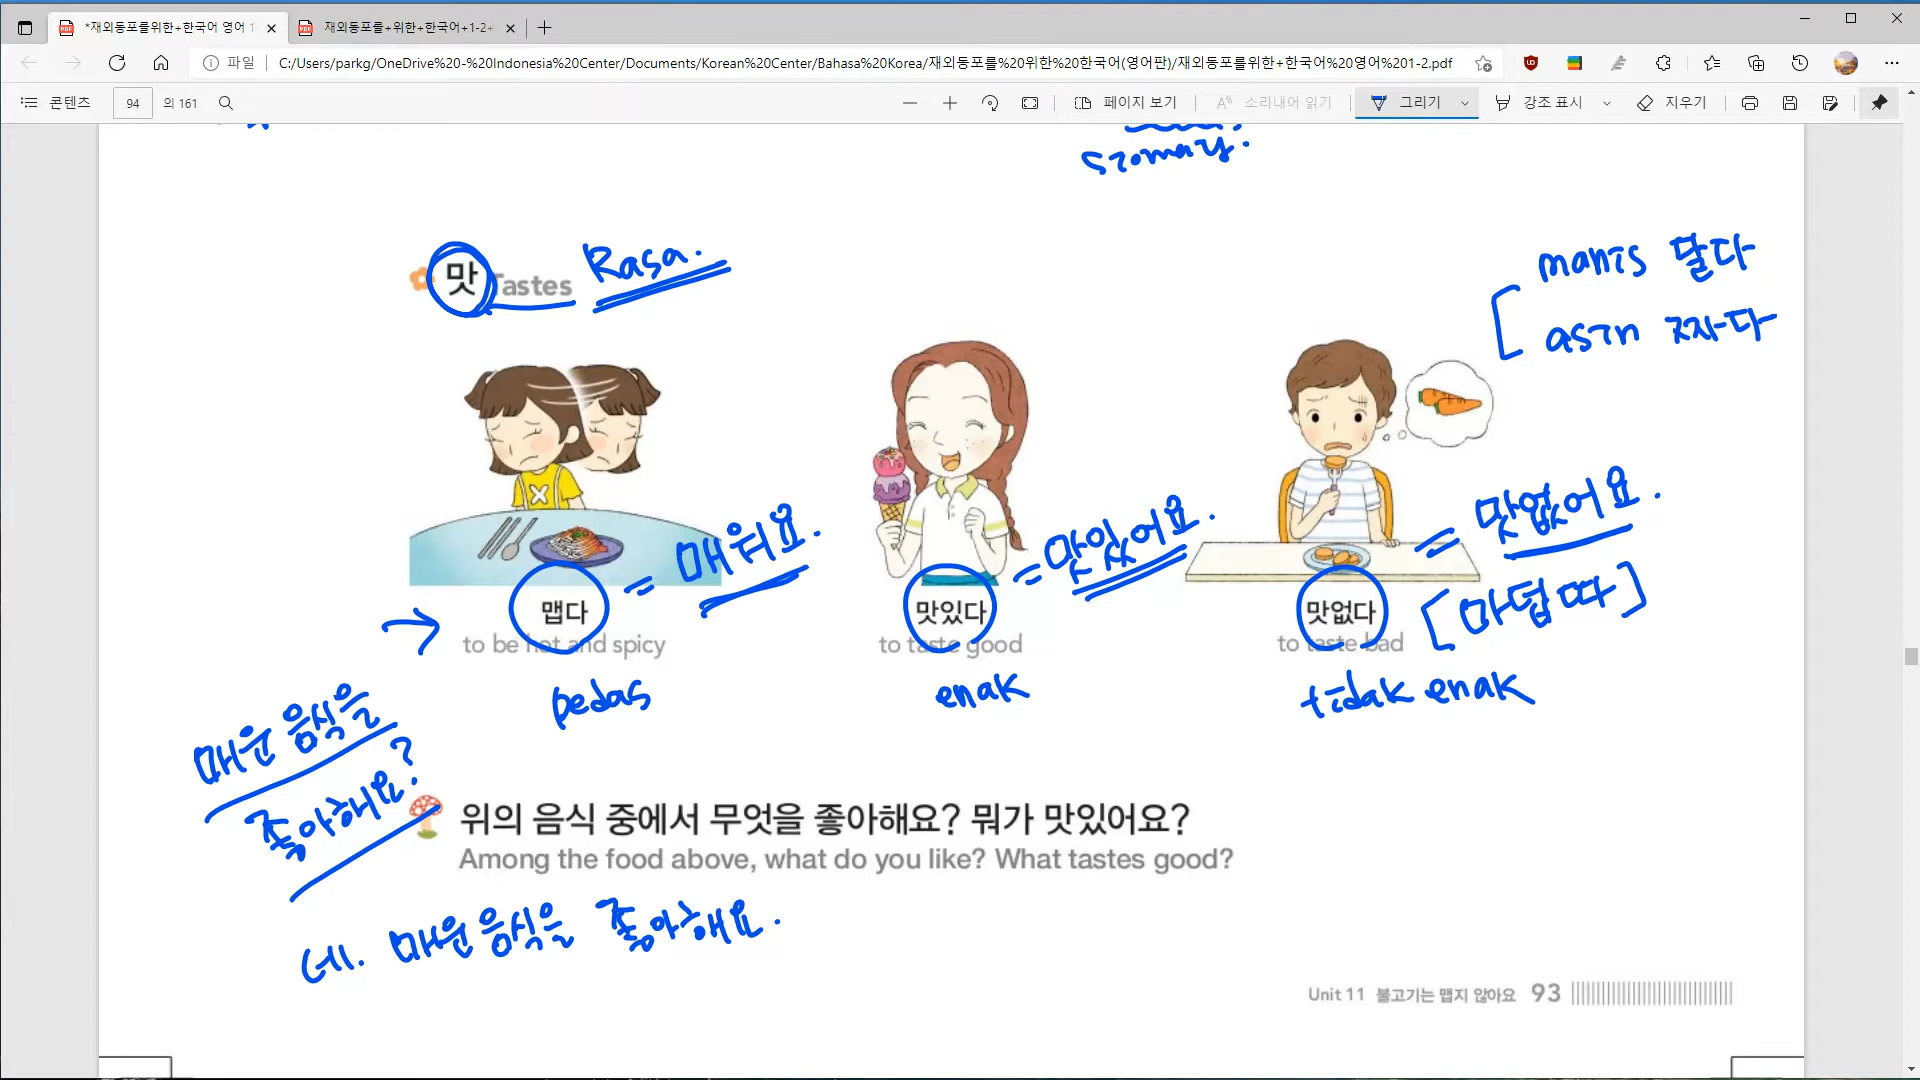 *재외동포를위한+한국어 영어 1-
재외동포를+위한+한국어+1-2+
파일
C:/Users/parkg/OneDrive%20-%20Indonesia%20Center/Documents/Korean%20Center/Bahasa%20Korea/재외동포를%20위한%20한국어(영어판)/재외동포를위한+한국어%20영어%201-2.pdf
콘텐츠
94
의 161
페이지 보기
소리내어 읽기
그리기
강조 표시
지우기
맛 Tastes Rasa.
manis 달다
asin 짜다
맵다 = 매워요.
to be hot and spicy
pedas
맛있다 = 맛있어요.
to taste good
enak
맛없다 = 맛없어요.
[마덥따]
to taste bad
tidak enak
매운 음식을
좋아해요?
위의 음식 중에서 무엇을 좋아해요? 뭐가 맛있어요?
Among the food above, what do you like? What tastes good?
네. 매운 음식을 좋아해요.
Unit 11 불고기는 맵지 않아요 93